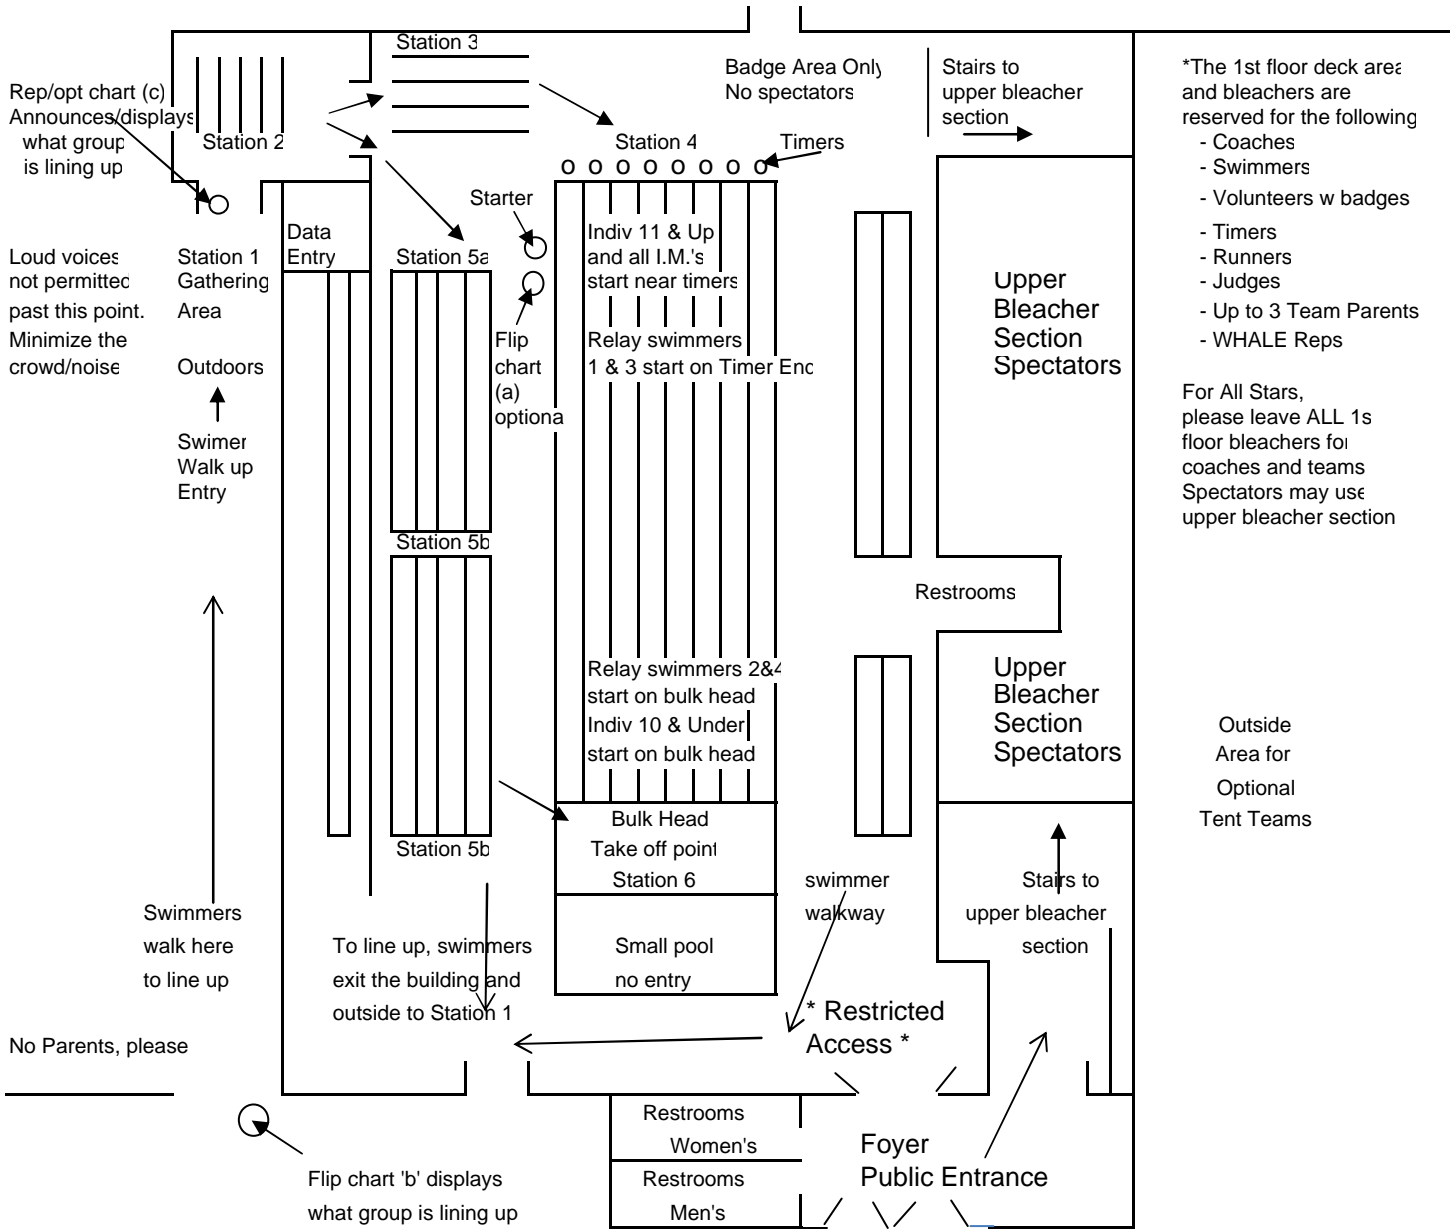 Station 3
Rep/opt chart (c)
Announces/displays
what group
is lining up
Station 2
Badge Area Only
No spectators
Stairs to
upper bleacher
section
Station 4
Timers
o o o o o o o o
Starter
Data
Entry
Loud voices
not permitted
past this point.
Minimize the
crowd/noise
Station 1
Gathering
Area
Outdoors
Swimer
Walk up
Entry
Station 5a
Flip
chart
(a)
optiona
Indiv 11 & Up
and all I.M.'s
start near timers
Relay swimmers
1 & 3 start on Timer End
Upper
Bleacher
Section
Spectators
*The 1st floor deck area
and bleachers are
reserved for the following
- Coaches
- Swimmers
- Volunteers w badges
- Timers
- Runners
- Judges
- Up to 3 Team Parents
- WHALE Reps
For All Stars,
please leave ALL 1s
floor bleachers for
coaches and teams
Spectators may use
upper bleacher section
Station 5b
Restrooms
Relay swimmers 2&4
start on bulk head
Indiv 10 & Under
start on bulk head
Upper
Bleacher
Section
Spectators
Outside
Area for
Optional
Tent Teams
Bulk Head
Take off point
Station 6
Station 5b
swimmer
walkway
Stairs to
upper bleacher
section
Swimmers
walk here
to line up
To line up, swimmers
exit the building and
outside to Station 1
Small pool
no entry
* Restricted
Access *
No Parents, please
Restrooms
Women's
Restrooms
Men's
Foyer
Public Entrance
Flip chart 'b' displays
what group is lining up